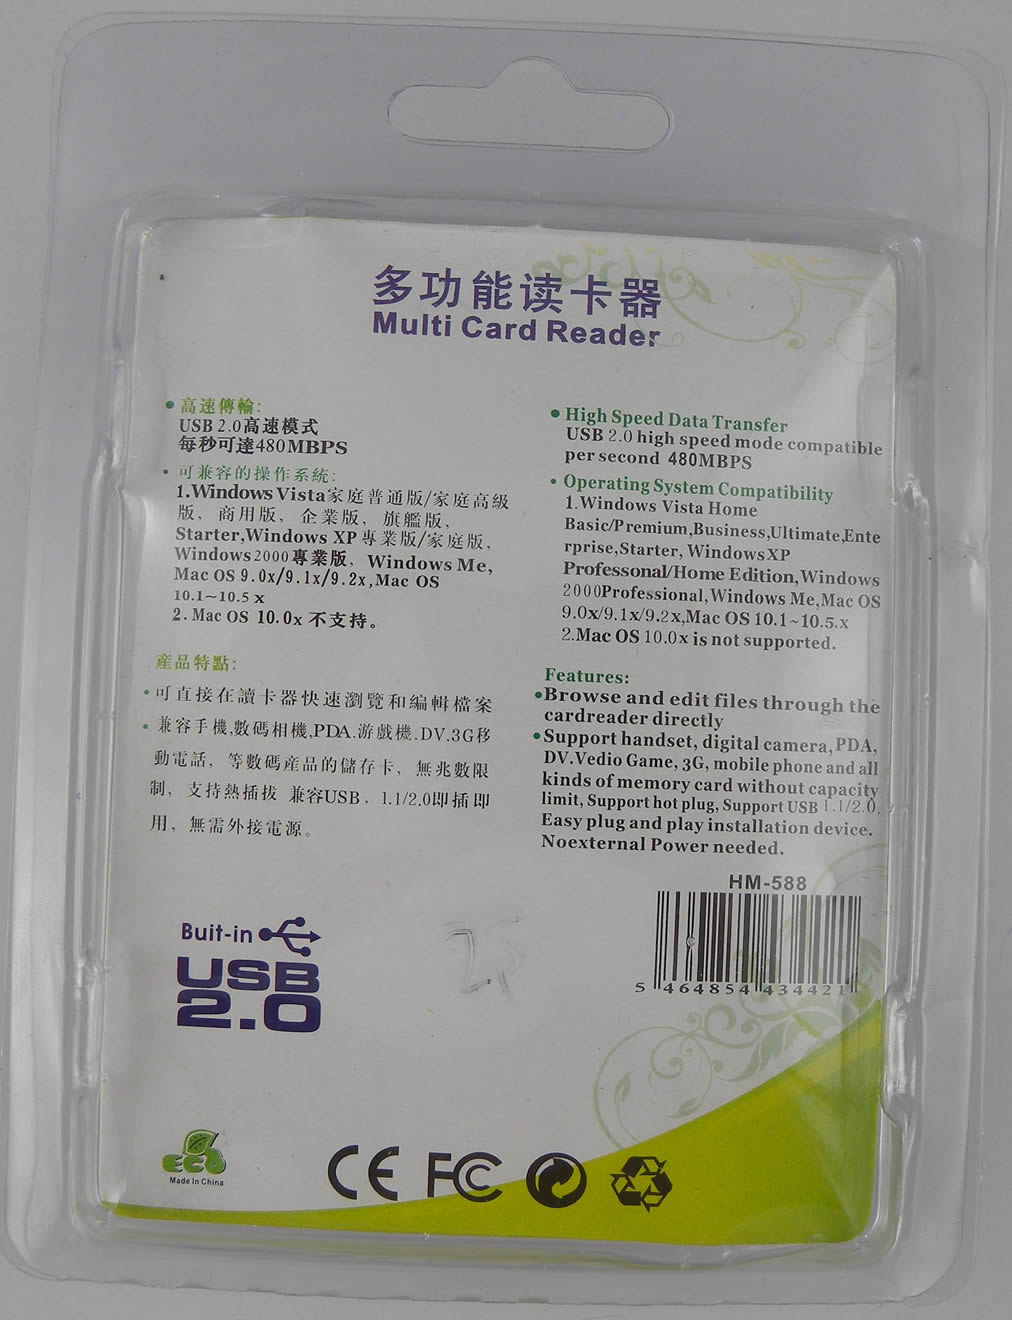 多功能读卡器
Multi Card Reader
• 高速傳輸:
USB 2.0高速模式
每秒可達480MBPS
• 可兼容的操作系統:
1.Windows Vista家庭普通版/家庭高級
版, 商用版, 企業版, 旗艦版,
Starter,Windows XP專業版/家庭版,
Windows2000專業版, Windows Me,
Mac OS 9.0x/9.1x/9.2x,Mac OS
10.1~10.5 x
2. Mac OS 10.0x 不支持。
産品特點:
• 可直接在讀卡器快速瀏覽和編輯檔案
• 兼容手機,數碼相機,PDA.游戲機.DV.3G移
動電話, 等數碼産品的儲存卡, 無兆數限
制, 支持熱插拔 兼容USB, 1.1/2.0即插即
用, 無需外接電源。
• High Speed Data Transfer
USB 2.0 high speed mode compatible
per second 480MBPS
• Operating System Compatibility
1.Windows Vista Home
Basic/Premium,Business,Ultimate,Ente
rprise,Starter, WindowsXP
Professonal/Home Edition,Windows
2000Professional,Windows Me,Mac OS
9.0x/9.1x/9.2x,Mac OS 10.1~10.5.x
2.Mac OS 10.0x is not supported.
Features:
•Browse and edit files through the
cardreader directly
•Support handset, digital camera, PDA,
DV.Vedio Game, 3G, mobile phone and all
kinds of memory card without capacity
limit, Support hot plug, Support USB 1.1/2.0,
Easy plug and play installation device.
Noexternal Power needed.
HM-588
5 464854 434421
Buit-in
USB
2.0
25
eco
Made In China
CE FC